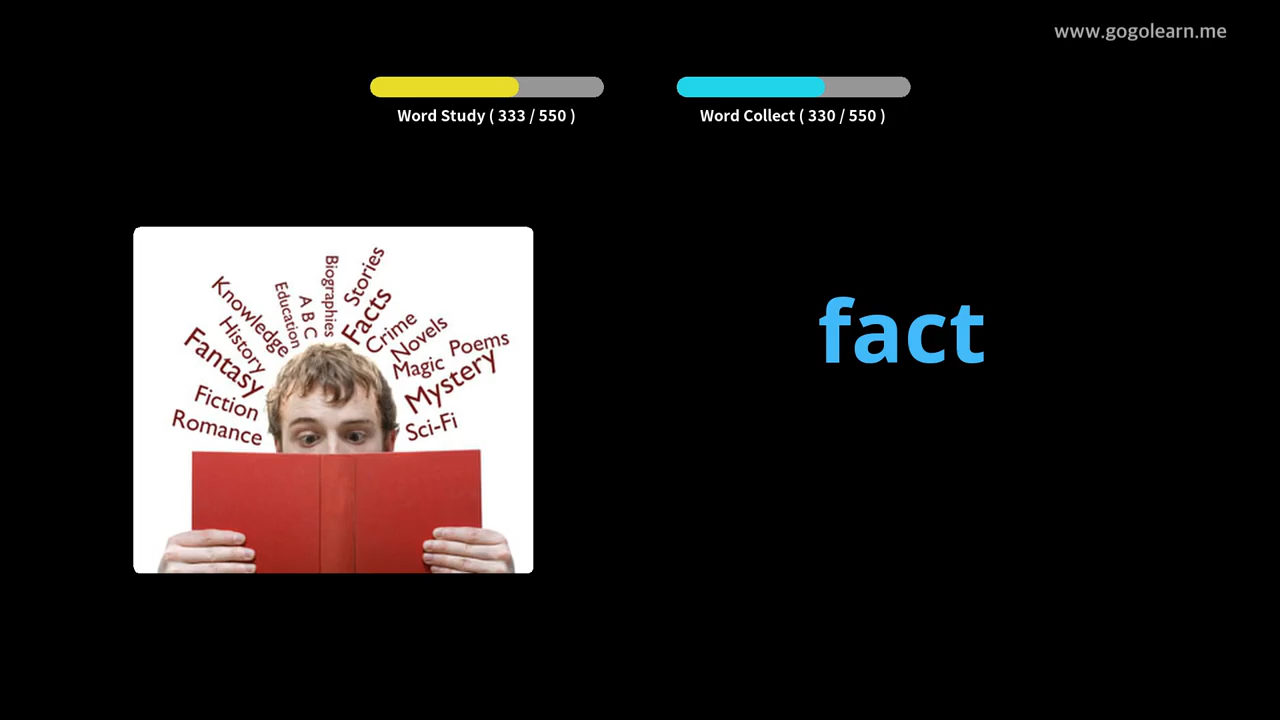 www.gogolearn.me
Word Study ( 333 / 550 )
Word Collect ( 330 / 550 )
Stories
Biographies
Facts
A B C
Education
Knowledge
Crime
Novels
History
Poems
Magic
Fantasy
Mystery
Fiction
Sci-Fi
Romance
fact